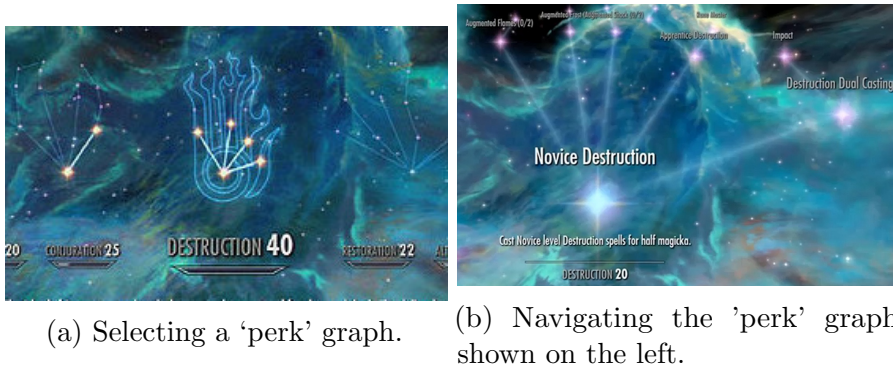 20
CONJURATION 25
DESTRUCTION 40
RESTORATION 22
ALT
(a) Selecting a ‘perk’ graph.
Augmented Flames (0/2)
Apprentice Destruction
Impact
Destruction Dual Casting
Novice Destruction
Cast Novice level Destruction spells for half magicka.
DESTRUCTION 20
(b) Navigating the ’perk’ graph
shown on the left.